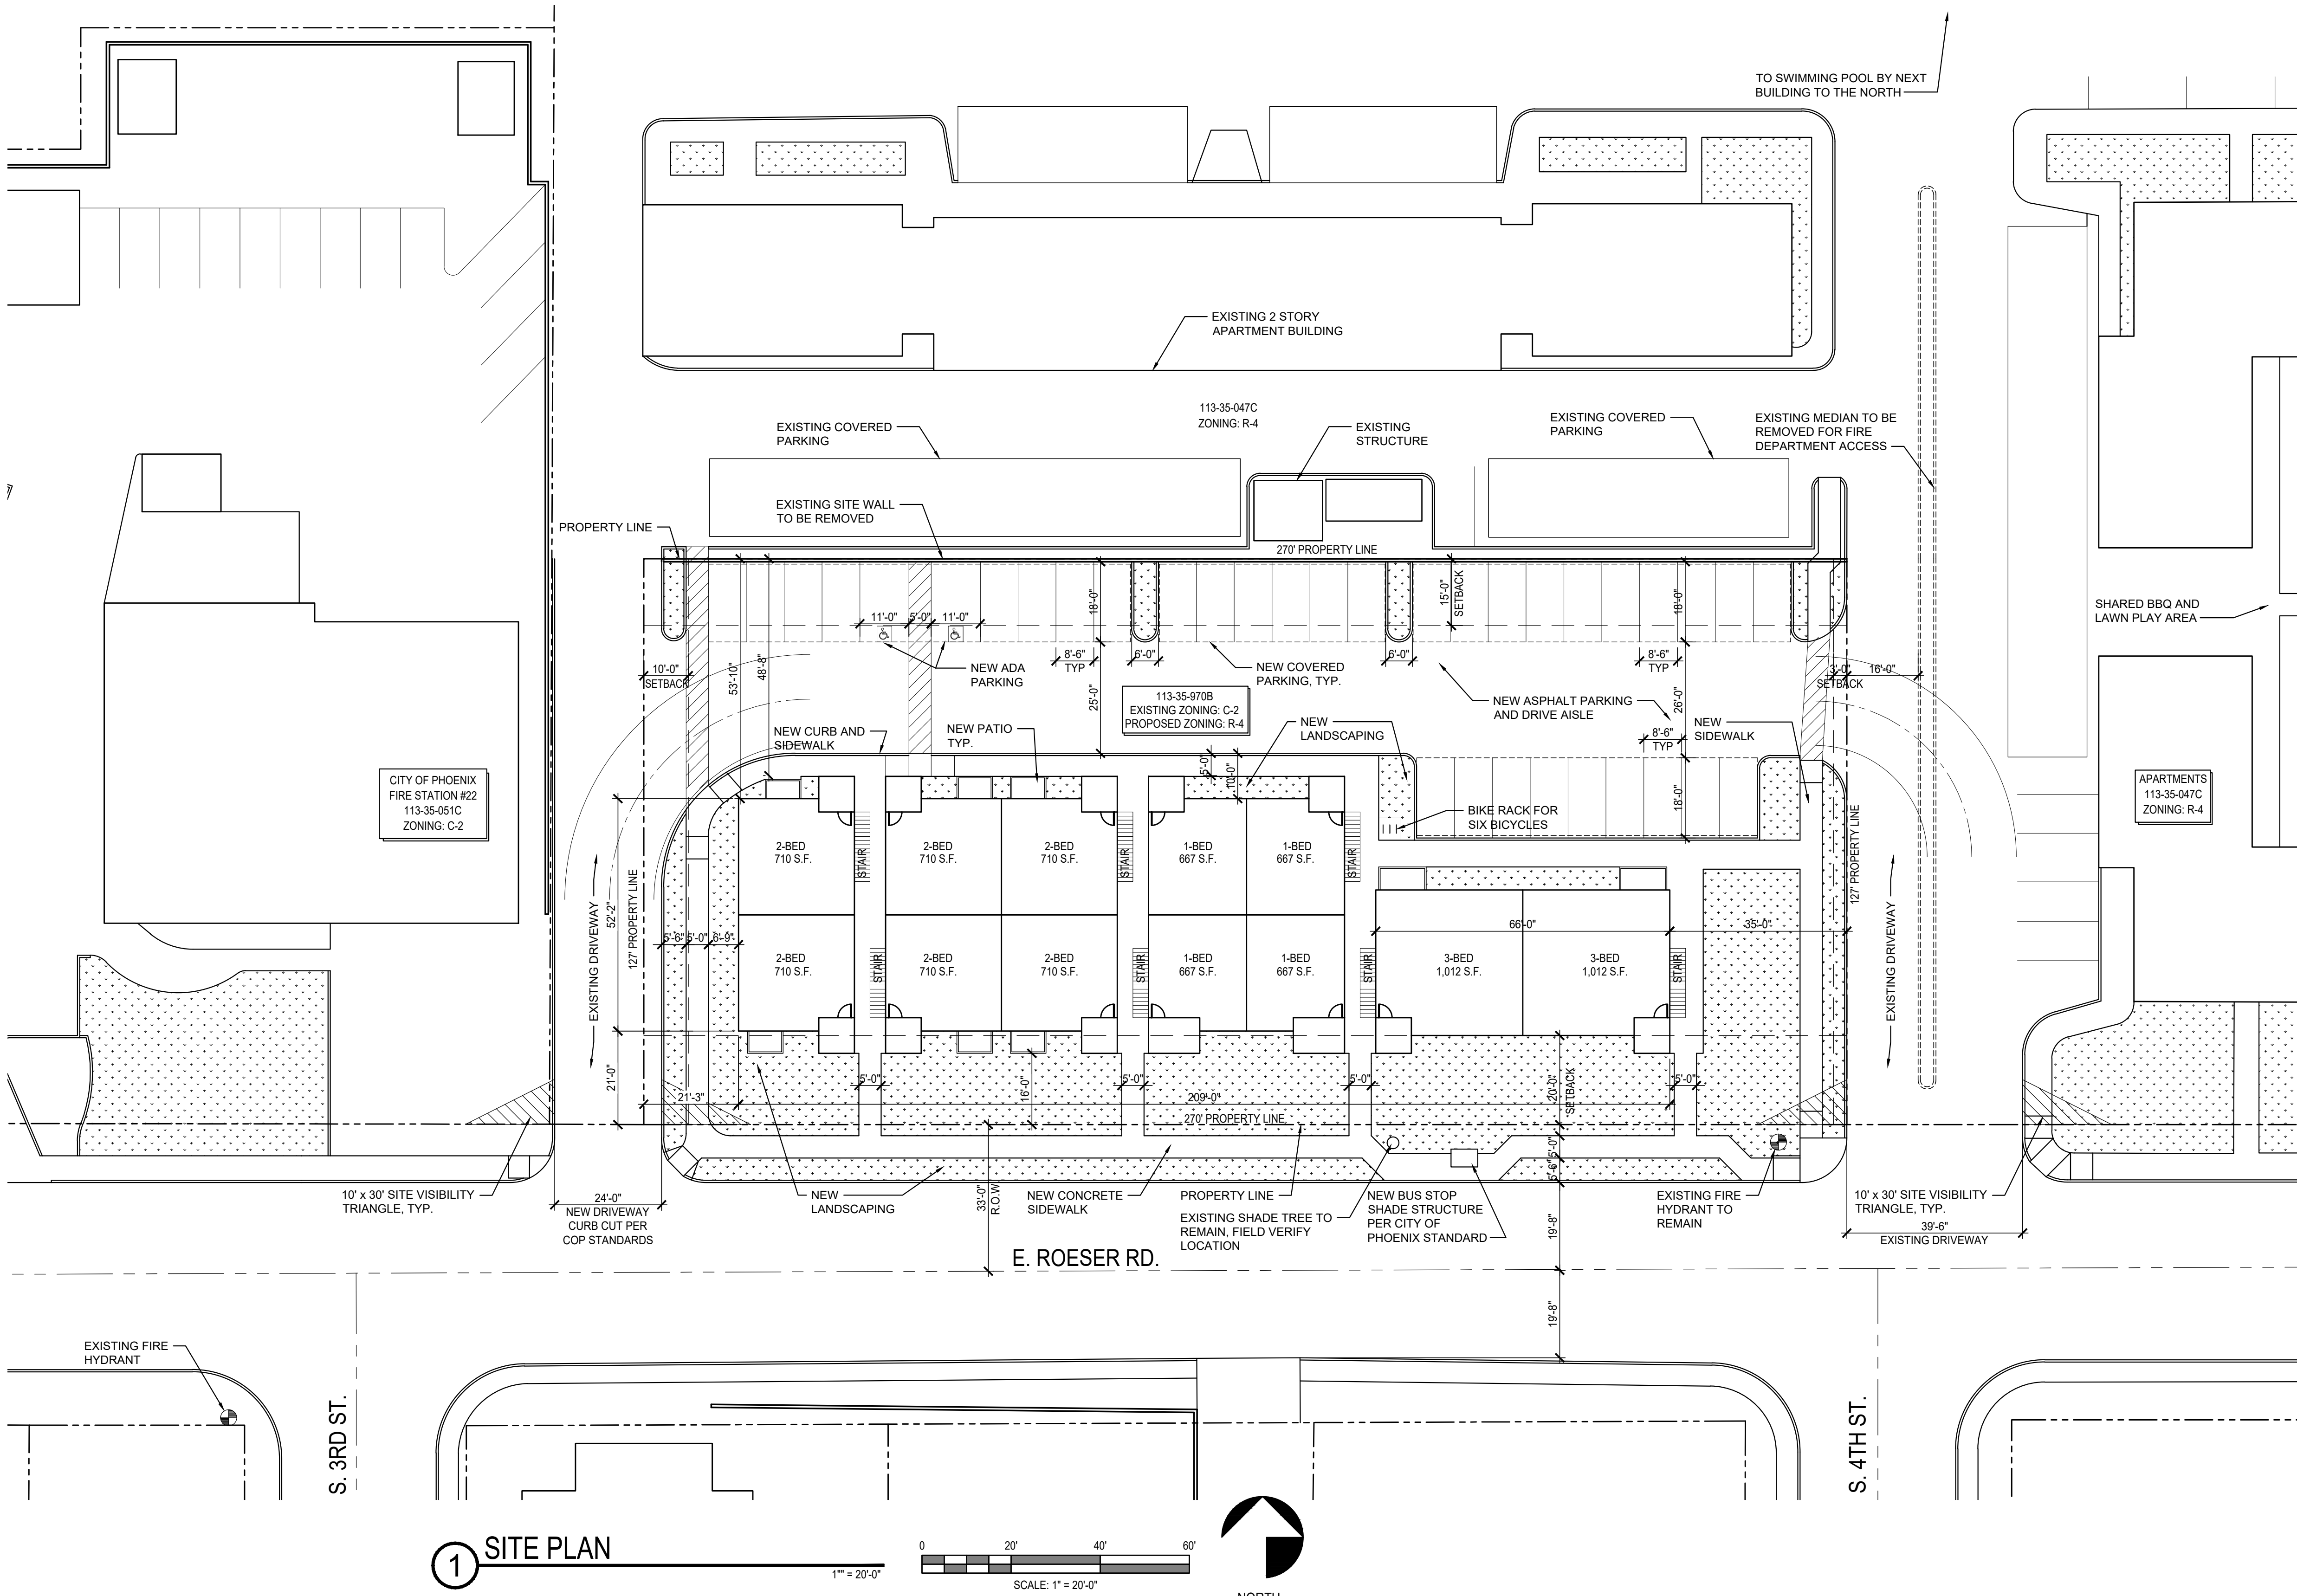 TO SWIMMING POOL BY NEXT
BUILDING TO THE NORTH
EXISTING 2 STORY
APARTMENT BUILDING
113-35-047C
ZONING: R-4
EXISTING COVERED
PARKING
EXISTING
STRUCTURE
EXISTING COVERED
PARKING
EXISTING MEDIAN TO BE
REMOVED FOR FIRE
DEPARTMENT ACCESS
EXISTING SITE WALL
TO BE REMOVED
PROPERTY LINE
270' PROPERTY LINE
15'-0"
SETBACK
18'-0"
18'-0"
11'-0"
5'-0"
11'-0"
SHARED BBQ AND
LAWN PLAY AREA
10'-0"
SETBACK
53'-10"
48'-8"
NEW ADA
PARKING
8'-6"
TYP
6'-0"
NEW COVERED
PARKING, TYP.
6'-0"
8'-6"
TYP
3'-0"
SETBACK
16'-0"
25'-0"
113-35-970B
EXISTING ZONING: C-2
PROPOSED ZONING: R-4
NEW ASPHALT PARKING
AND DRIVE AISLE
26'-0"
NEW CURB AND
SIDEWALK
NEW PATIO
TYP.
NEW
LANDSCAPING
8'-6"
TYP
NEW
SIDEWALK
5'-0"
10'-0"
18'-0"
CITY OF PHOENIX
FIRE STATION #22
113-35-051C
ZONING: C-2
APARTMENTS
113-35-047C
ZONING: R-4
BIKE RACK FOR
SIX BICYCLES
2-BED
710 S.F.
2-BED
710 S.F.
2-BED
710 S.F.
1-BED
667 S.F.
1-BED
667 S.F.
STAIR
STAIR
STAIR
127' PROPERTY LINE
52'-2"
EXISTING DRIVEWAY
127' PROPERTY LINE
EXISTING DRIVEWAY
5'-6"
5'-0"
6'-9"
66'-0"
35'-0"
2-BED
710 S.F.
2-BED
710 S.F.
2-BED
710 S.F.
1-BED
667 S.F.
1-BED
667 S.F.
3-BED
1,012 S.F.
3-BED
1,012 S.F.
STAIR
STAIR
STAIR
STAIR
21'-0"
5'-0"
5'-0"
5'-0"
5'-0"
16'-0"
20'-0"
SETBACK
21'-3"
209'-0"
270' PROPERTY LINE
5'-0"
5'-6"
10' x 30' SITE VISIBILITY
TRIANGLE, TYP.
24'-0"
NEW DRIVEWAY
CURB CUT PER
COP STANDARDS
NEW
LANDSCAPING
33'-0"
R.O.W.
NEW CONCRETE
SIDEWALK
PROPERTY LINE
EXISTING SHADE TREE TO
REMAIN, FIELD VERIFY
LOCATION
NEW BUS STOP
SHADE STRUCTURE
PER CITY OF
PHOENIX STANDARD
19'-8"
EXISTING FIRE
HYDRANT TO
REMAIN
10' x 30' SITE VISIBILITY
TRIANGLE, TYP.
39'-6"
EXISTING DRIVEWAY
E. ROESER RD.
19'-8"
EXISTING FIRE
HYDRANT
S. 3RD ST.
S. 4TH ST.
1
SITE PLAN
1"" = 20'-0"
0 20' 40' 60'
SCALE: 1" = 20'-0"
NORTH